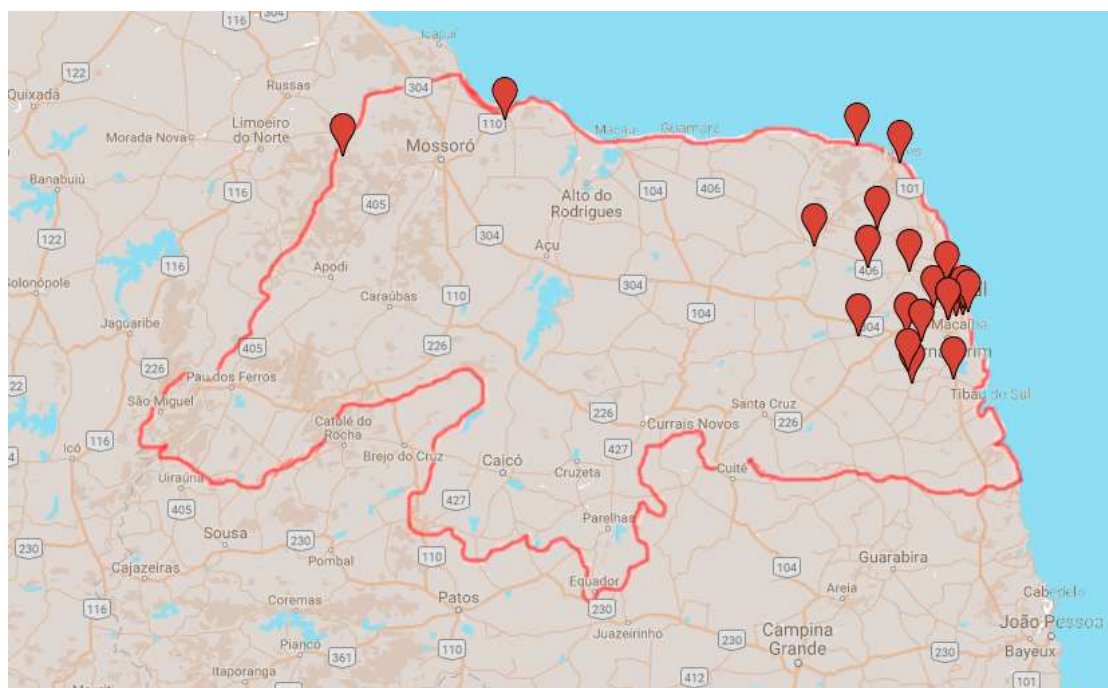 116
304
Icapuí
122
Russas
304
Quixadá
110
Limoeiro
do Norte
Morada Nova
Mossoró
Macau
Guamaré
101
Banabuiú
116
405
Alto do
Rodrigues
104
406
122
304
116
Açu
406
Solonópole
Apodi
304
Caraúbas
110
104
304
Macaíba
Jaguaribe
405
226
226
Pau dos Ferros
Tibau do Sul
São Miguel
Santa Cruz
226
Catolé do
Rocha
226
Currais Novos
Icó
116
Brejo do Cruz
427
Caicó
Cruzeta
Cuité
Uiraúna
427
405
Parelhas
Sousa
230
230
110
Guarabira
Pombal
Cajazeiras
104
Equador
Areia
Patos
Cabedelo
116
Coremas
230
Juazeirinho
João Pessoa
Campina
Grande
230
230
Bayeux
Piancó
361
Itaporanga
412
101